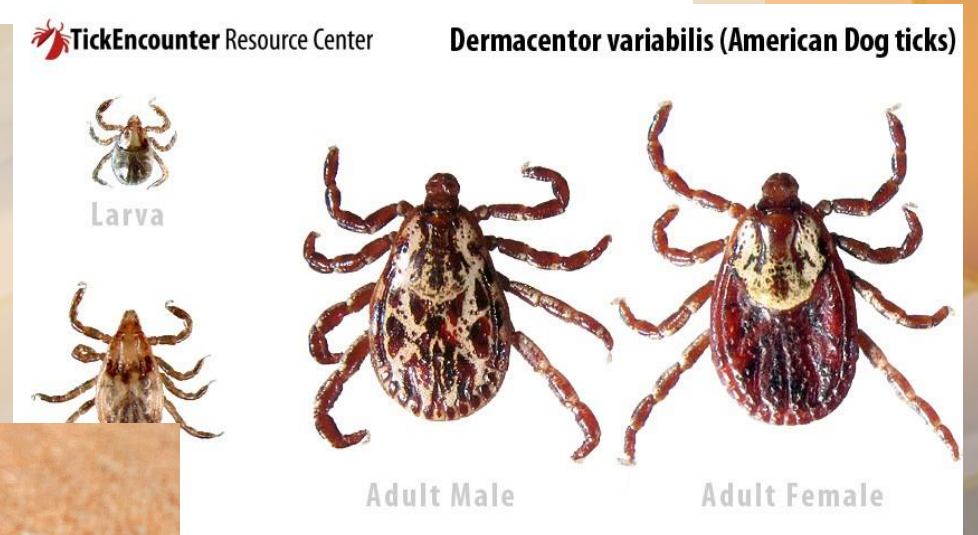 TickEncounter Resource Center
Dermacentor variabilis (American Dog ticks)
Larva
Adult Male
Adult Female